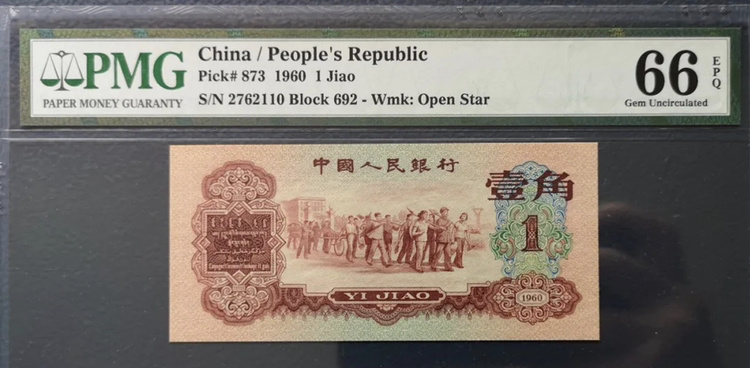 PMG
PAPER MONEY GUARANTY
China / People's Republic
Pick# 873 1960 1 Jiao
S/N 2762110 Block 692 - Wmk: Open Star
66
EPQ
Gem Uncirculated
中國人民銀行
壹角
1
YI JIAO
1960